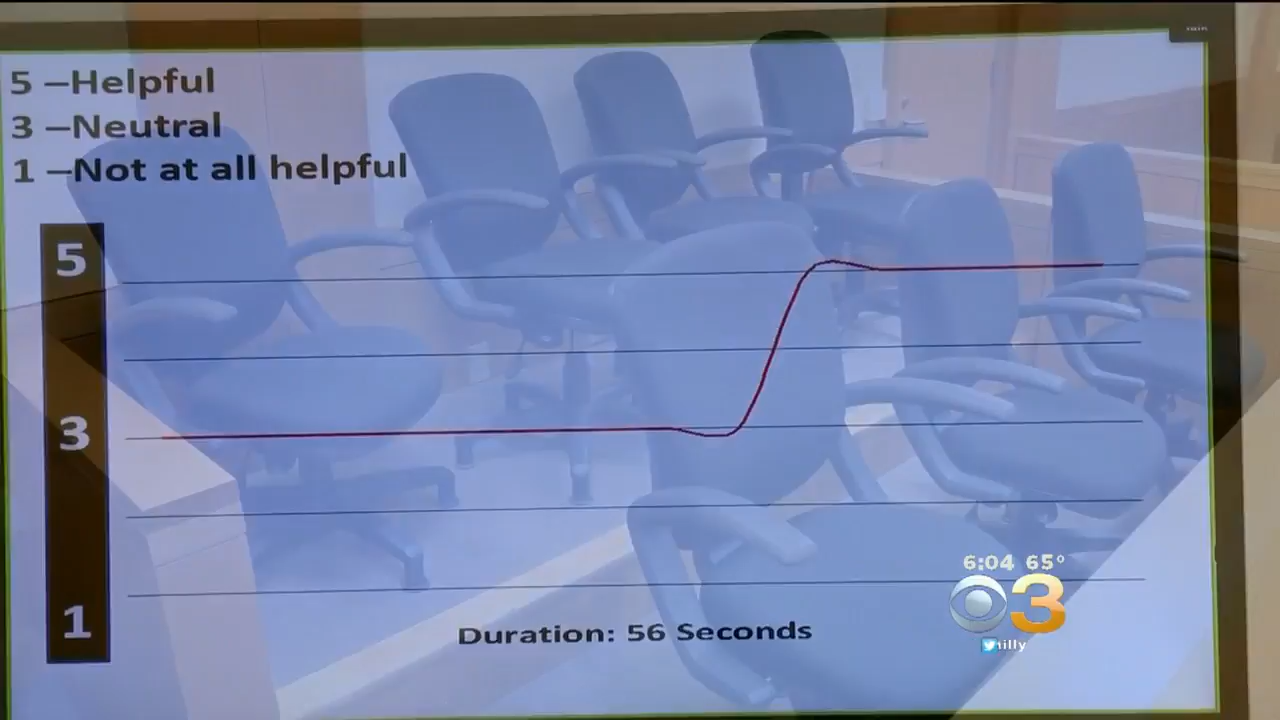 5 –Helpful
3 –Neutral
1 –Not at all helpful
5
3
1
Duration: 56 Seconds
6:04 65°
3